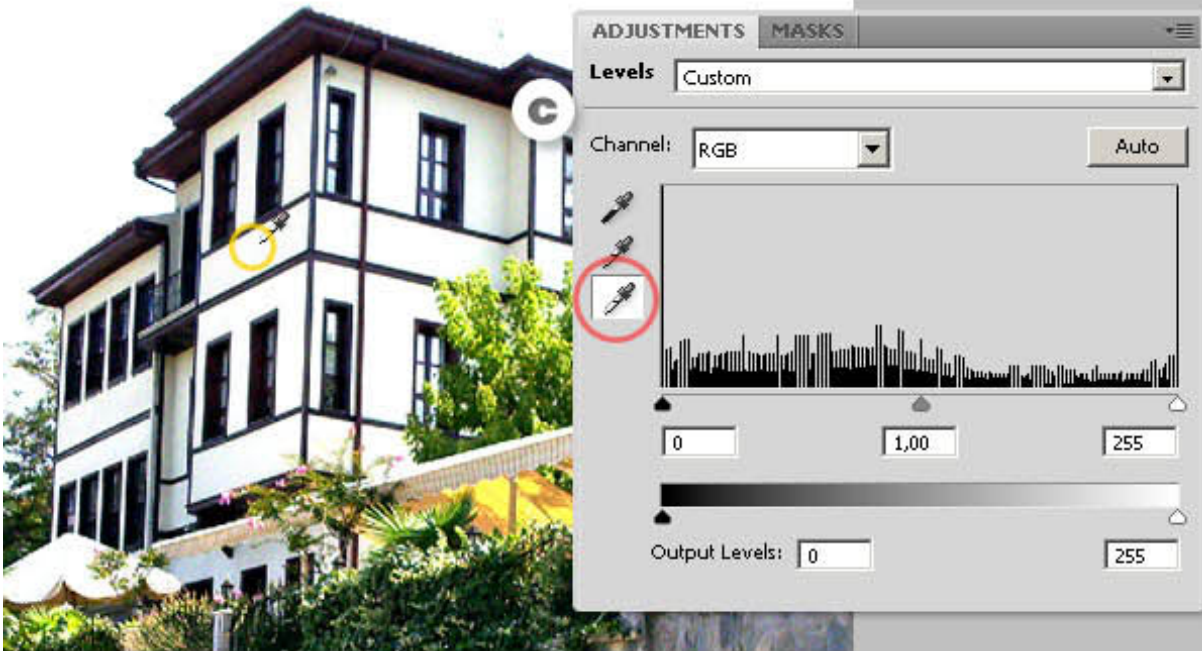 ADJUSTMENTS MASKS
Levels Custom
C
Channel: RGB Auto
0 1,00 255
Output Levels: 0 255